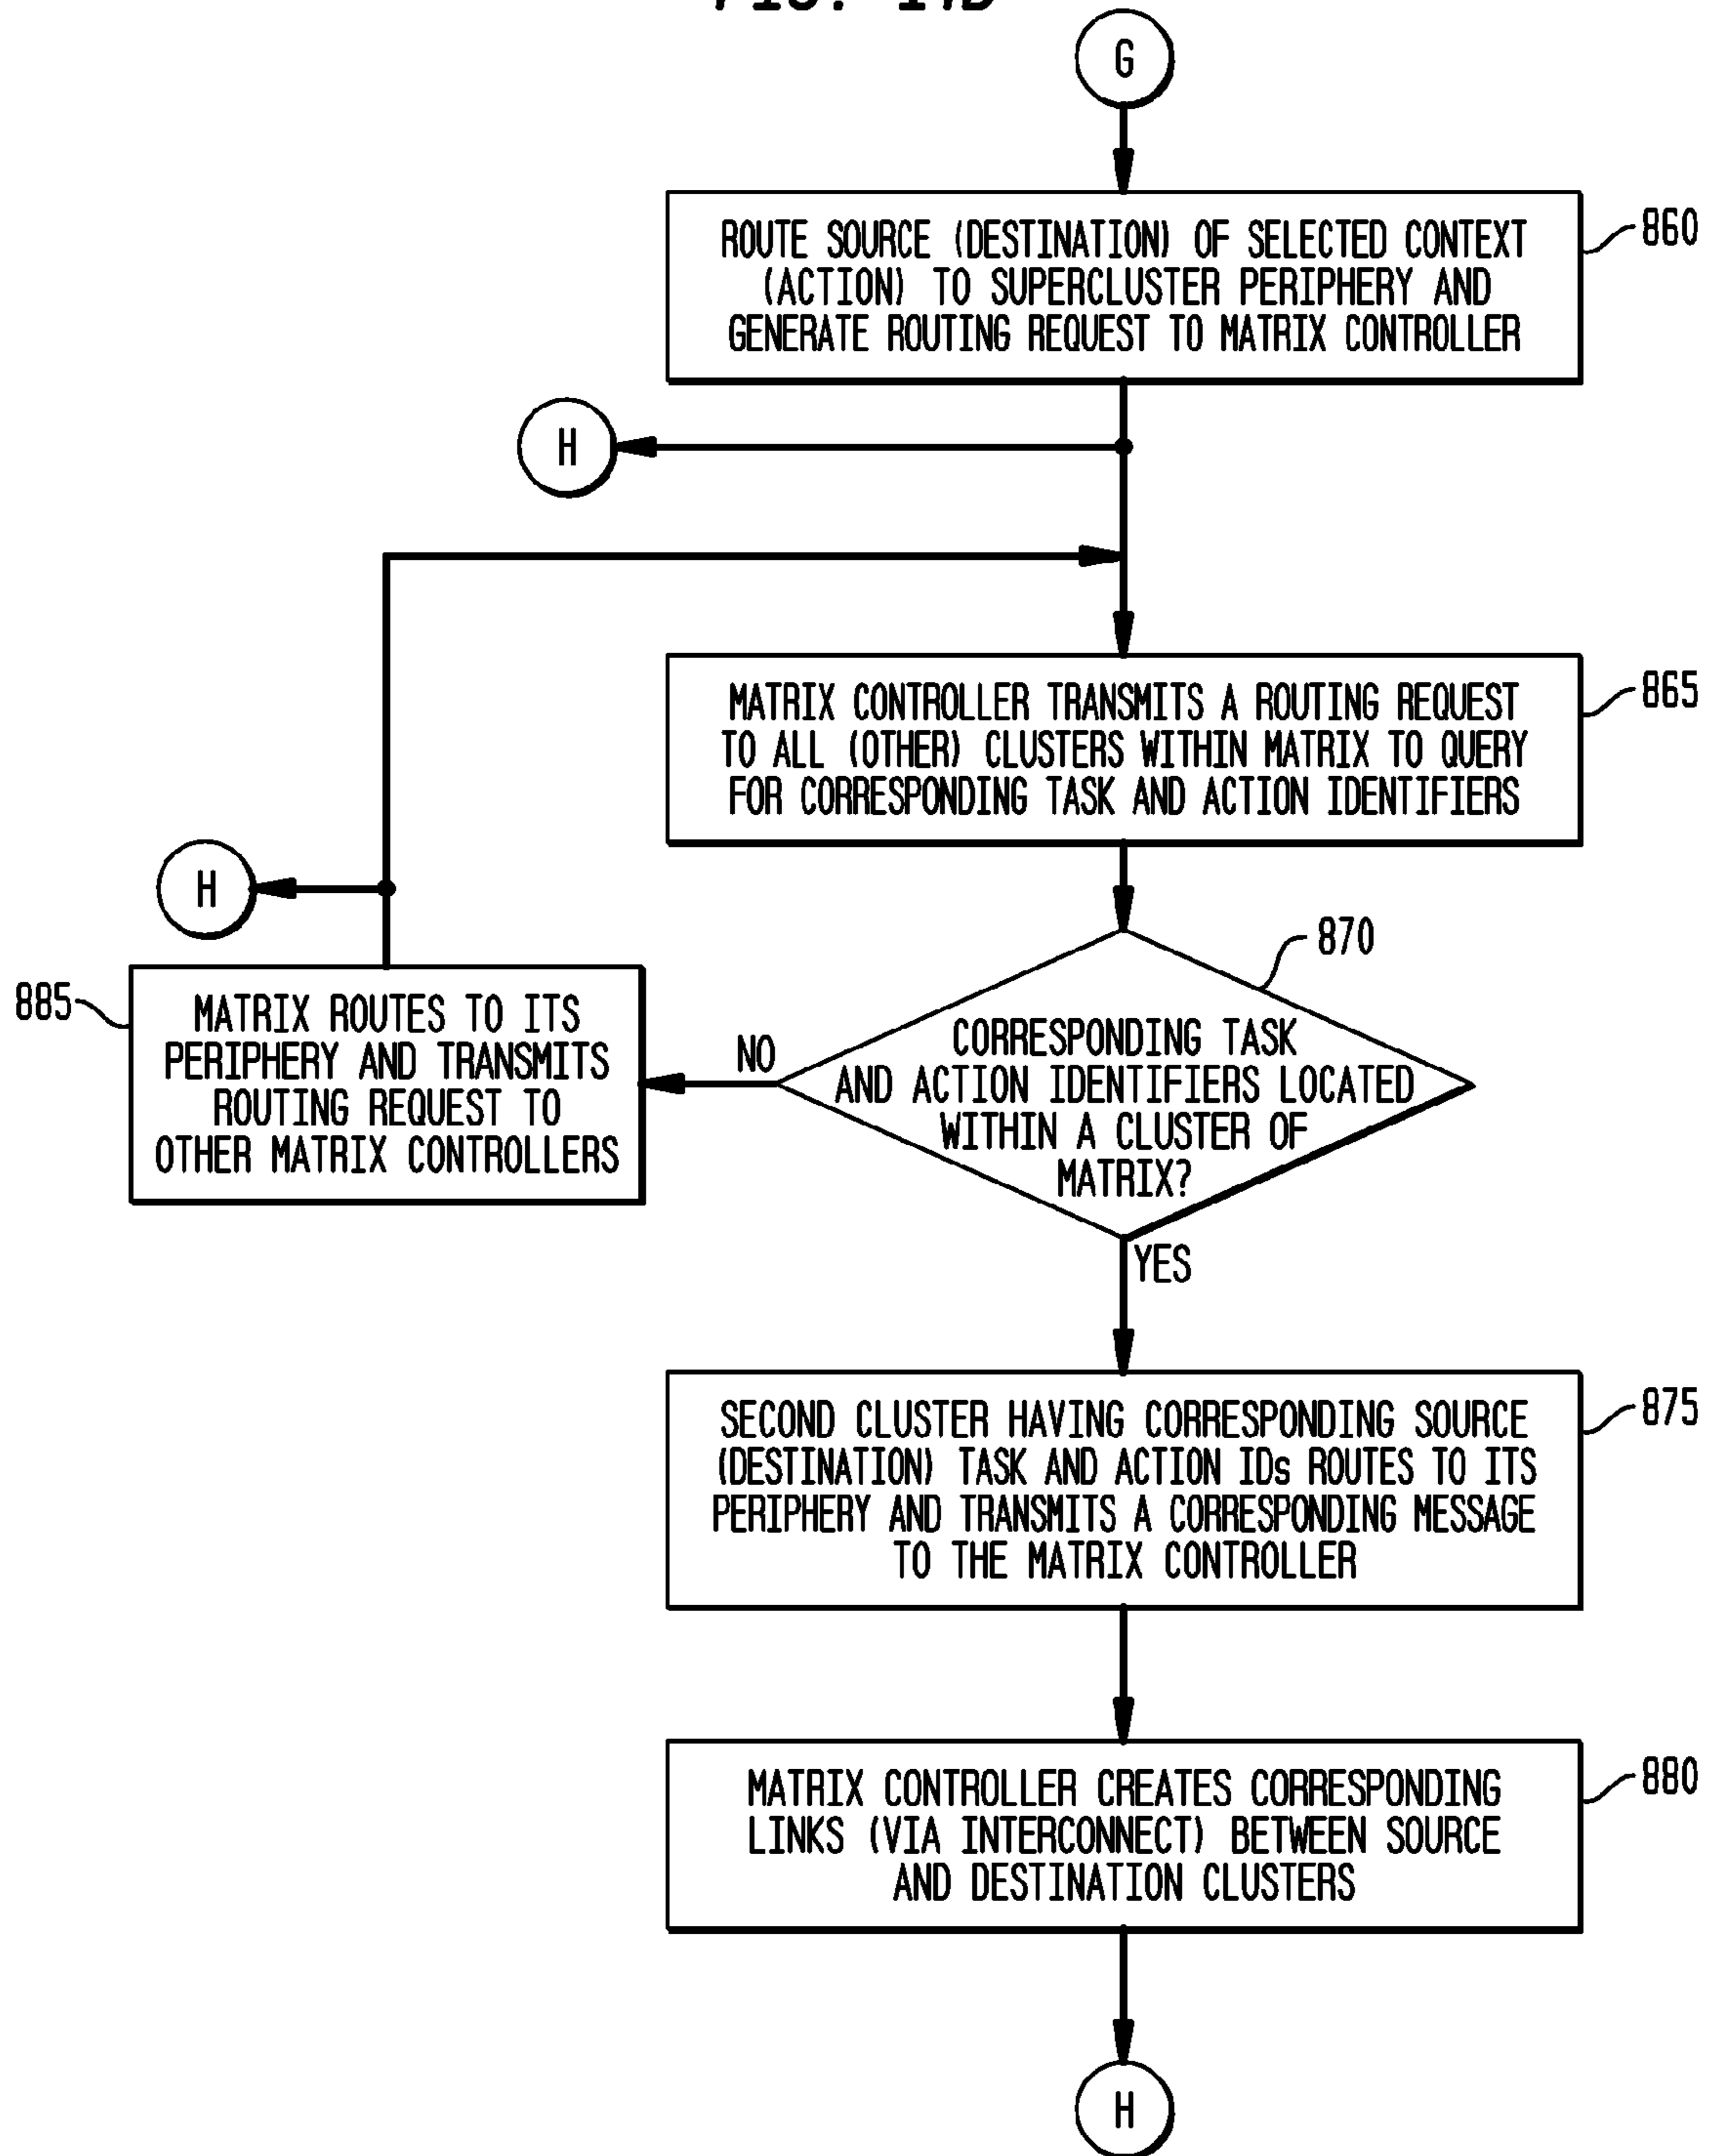 G
ROUTE SOURCE (DESTINATION) OF SELECTED CONTEXT
(ACTION) TO SUPERCLUSTER PERIPHERY AND
GENERATE ROUTING REQUEST TO MATRIX CONTROLLER
860
H
MATRIX CONTROLLER TRANSMITS A ROUTING REQUEST
TO ALL (OTHER) CLUSTERS WITHIN MATRIX TO QUERY
FOR CORRESPONDING TASK AND ACTION IDENTIFIERS
865
H
870
CORRESPONDING TASK
AND ACTION IDENTIFIERS LOCATED
WITHIN A CLUSTER OF
MATRIX?
NO
885
MATRIX ROUTES TO ITS
PERIPHERY AND TRANSMITS
ROUTING REQUEST TO
OTHER MATRIX CONTROLLERS
YES
SECOND CLUSTER HAVING CORRESPONDING SOURCE
(DESTINATION) TASK AND ACTION IDs ROUTES TO ITS
PERIPHERY AND TRANSMITS A CORRESPONDING MESSAGE
TO THE MATRIX CONTROLLER
875
MATRIX CONTROLLER CREATES CORRESPONDING
LINKS (VIA INTERCONNECT) BETWEEN SOURCE
AND DESTINATION CLUSTERS
880
H